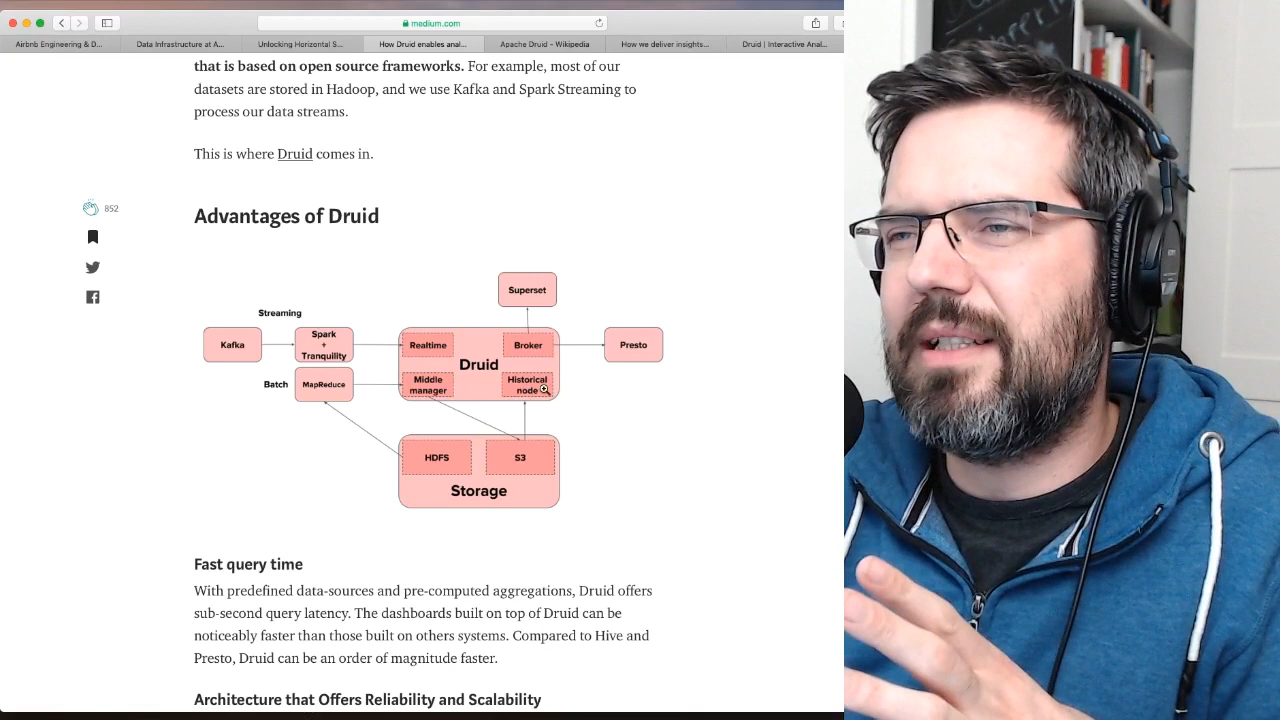 medium.com
Airbnb Engineering & D...
Data Infrastructure at A...
Unlocking Horizontal S...
How Druid enables anal...
Apache Druid – Wikipedia
How we deliver insights...
Druid | Interactive Anal...
that is based on open source frameworks. For example, most of our
datasets are stored in Hadoop, and we use Kafka and Spark Streaming to
process our data streams.
This is where Druid comes in.
852
Advantages of Druid
Superset
Streaming
Kafka
Spark
+
Tranquility
Realtime
Broker
Presto
Druid
Batch
MapReduce
Middle
manager
Historical
node
HDFS
S3
Storage
Fast query time
With predefined data-sources and pre-computed aggregations, Druid offers
sub-second query latency. The dashboards built on top of Druid can be
noticeably faster than those built on others systems. Compared to Hive and
Presto, Druid can be an order of magnitude faster.
Architecture that Offers Reliability and Scalability